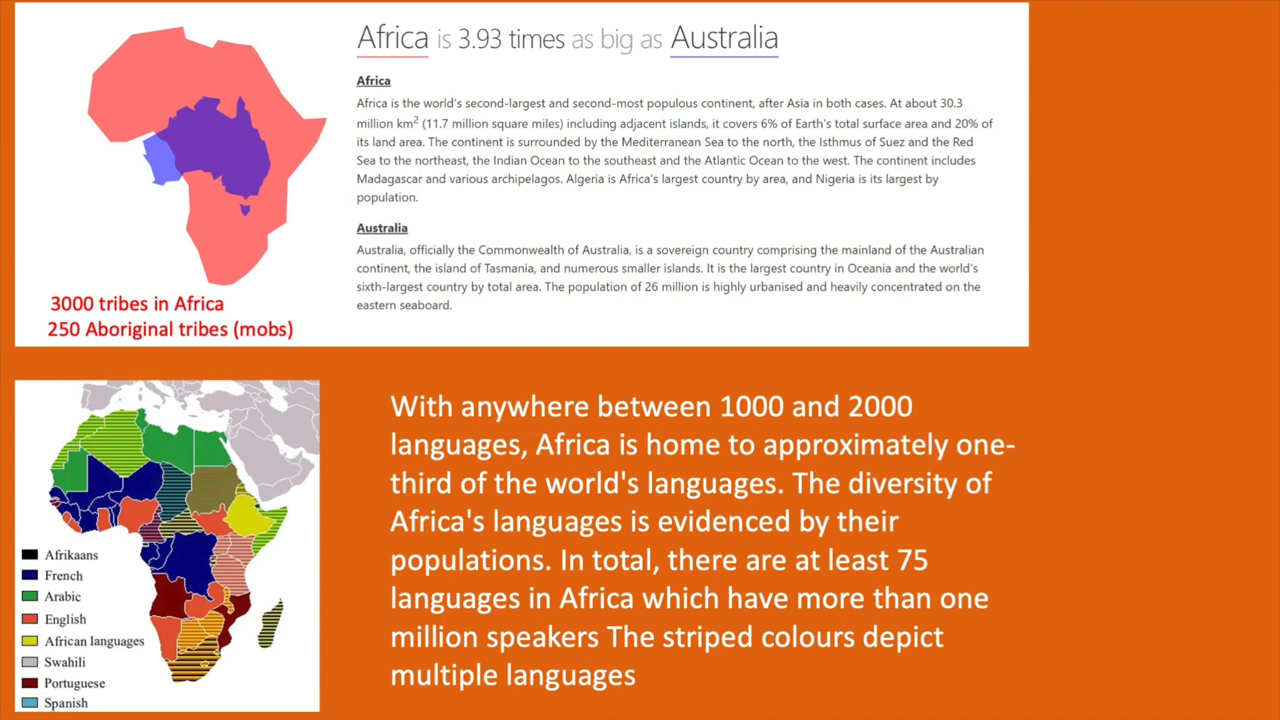 Africa is 3.93 times as big as Australia
Africa
Africa is the world's second-largest and second-most populous continent, after Asia in both cases. At about 30.3
million km² (11.7 million square miles) including adjacent islands, it covers 6% of Earth's total surface area and 20% of
its land area. The continent is surrounded by the Mediterranean Sea to the north, the Isthmus of Suez and the Red
Sea to the northeast, the Indian Ocean to the southeast and the Atlantic Ocean to the west. The continent includes
Madagascar and various archipelagos. Algeria is Africa's largest country by area, and Nigeria is its largest by
population.
Australia
Australia, officially the Commonwealth of Australia, is a sovereign country comprising the mainland of the Australian
continent, the island of Tasmania, and numerous smaller islands. It is the largest country in Oceania and the world's
sixth-largest country by total area. The population of 26 million is highly urbanised and heavily concentrated on the
eastern seaboard.
3000 tribes in Africa
250 Aboriginal tribes (mobs)
Afrikaans
French
Arabic
English
African languages
Swahili
Portuguese
Spanish
With anywhere between 1000 and 2000
languages, Africa is home to approximately one-
third of the world's languages. The diversity of
Africa's languages is evidenced by their
populations. In total, there are at least 75
languages in Africa which have more than one
million speakers The striped colours depict
multiple languages